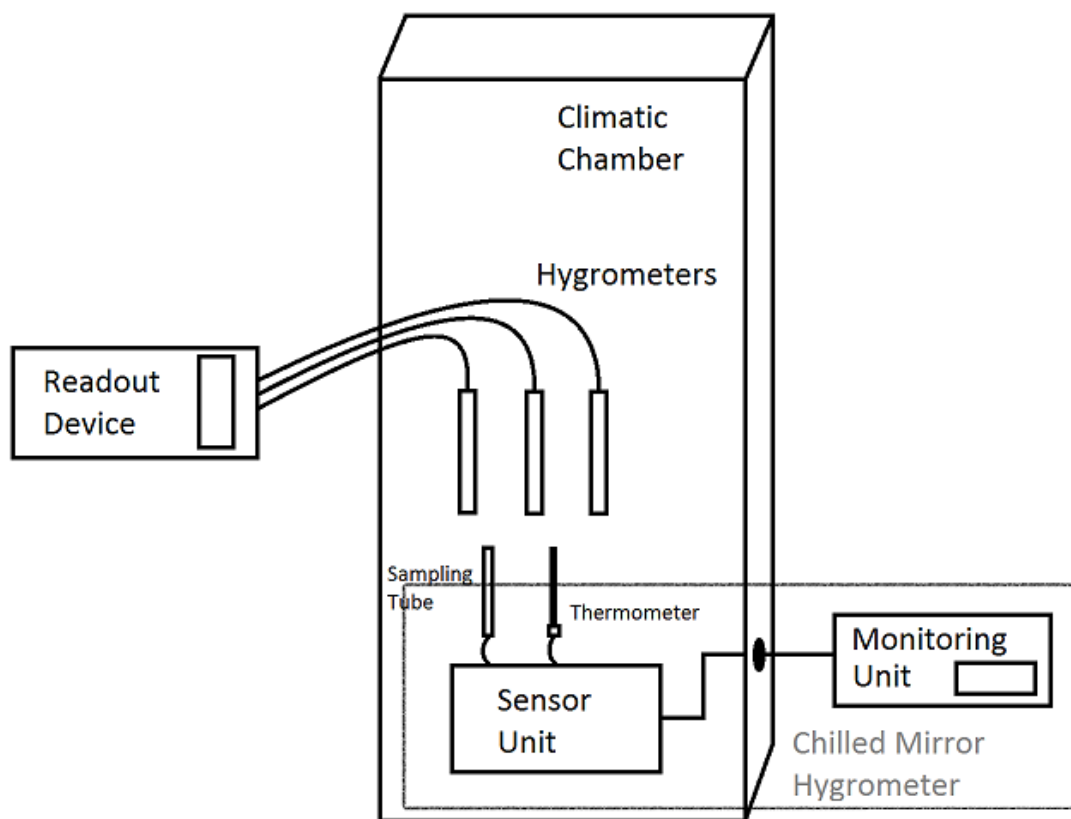 Climatic
Chamber
Hygrometers
Readout
Device
Sampling
Tube
Thermometer
Monitoring
Unit
Sensor
Unit
Chilled Mirror
Hygrometer